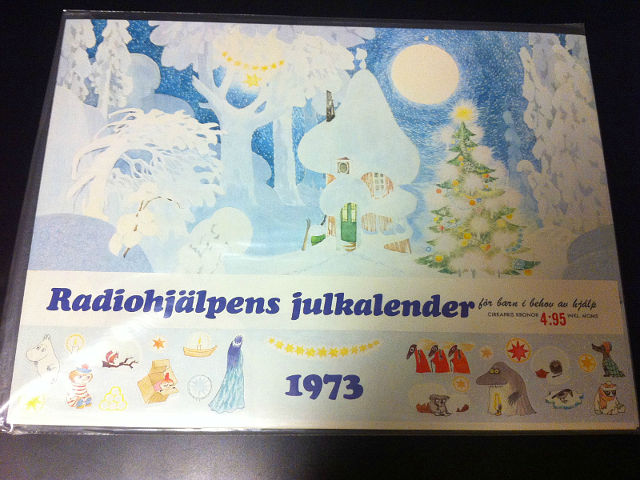 Radiohjälpens julkalender för barn i behov av hjälp
CIRKAPRIS KRONOR 4:95 INKL. MOMS
1973